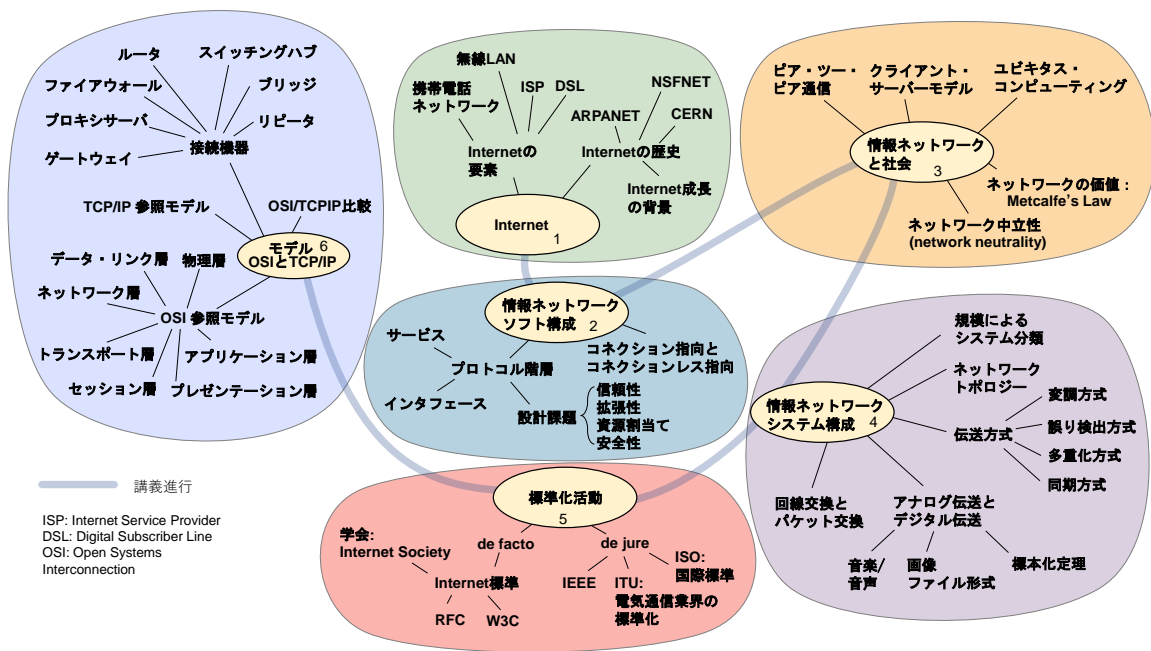 ルータ
スイッチングハブ
ファイアウォール
ブリッジ
プロキシサーバ
リピータ
接続機器
ゲートウェイ
TCP/IP 参照モデル
OSI/TCPIP比較
モデル 6
OSIとTCP/IP
データ・リンク層
物理層
ネットワーク層
OSI 参照モデル
トランスポート層
アプリケーション層
セッション層
プレゼンテーション層
無線LAN
携帯電話
ネットワーク
ISP
DSL
NSFNET
ARPANET
CERN
Internetの
要素
Internetの歴史
Internet成長
の背景
Internet
1
ピア・ツー・
ピア通信
クライアント・
サーバーモデル
ユビキタス・
コンピューティング
情報ネットワーク
と社会
3
ネットワークの価値：
Metcalfe's Law
ネットワーク中立性
(network neutrality)
情報ネットワーク
ソフト構成 2
サービス
コネクション指向と
コネクションレス指向
プロトコル階層
インタフェース
設計課題
信頼性
拡張性
資源割当て
安全性
規模による
システム分類
ネットワーク
トポロジー
情報ネットワーク
システム構成 4
変調方式
伝送方式
誤り検出方式
多重化方式
同期方式
回線交換と
パケット交換
アナログ伝送と
デジタル伝送
音楽/
音声
画像
ファイル形式
標本化定理
標準化活動
5
学会:
Internet Society
de facto
de jure
ISO:
国際標準
Internet標準
IEEE
ITU:
電気通信業界の
標準化
RFC
W3C
講義進行
ISP: Internet Service Provider
DSL: Digital Subscriber Line
OSI: Open Systems
Interconnection